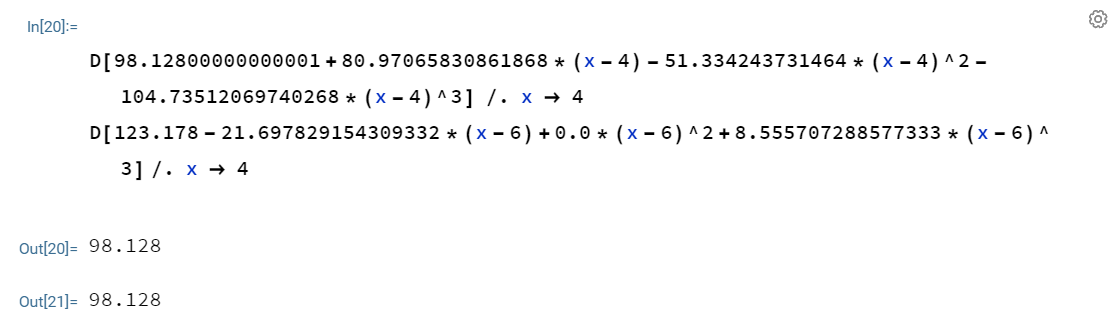 In[20]:=
D[98.12800000000001 + 80.97065830861868 * (x - 4) - 51.334243731464 * (x - 4) ^ 2 -
104.73512069740268 * (x - 4) ^ 3] /. x → 4
D[123.178 - 21.697829154309332 * (x - 6) + 0.0 * (x - 6) ^ 2 + 8.555707288577333 * (x - 6) ^
3] /. x → 4
Out[20]= 98.128
Out[21]= 98.128